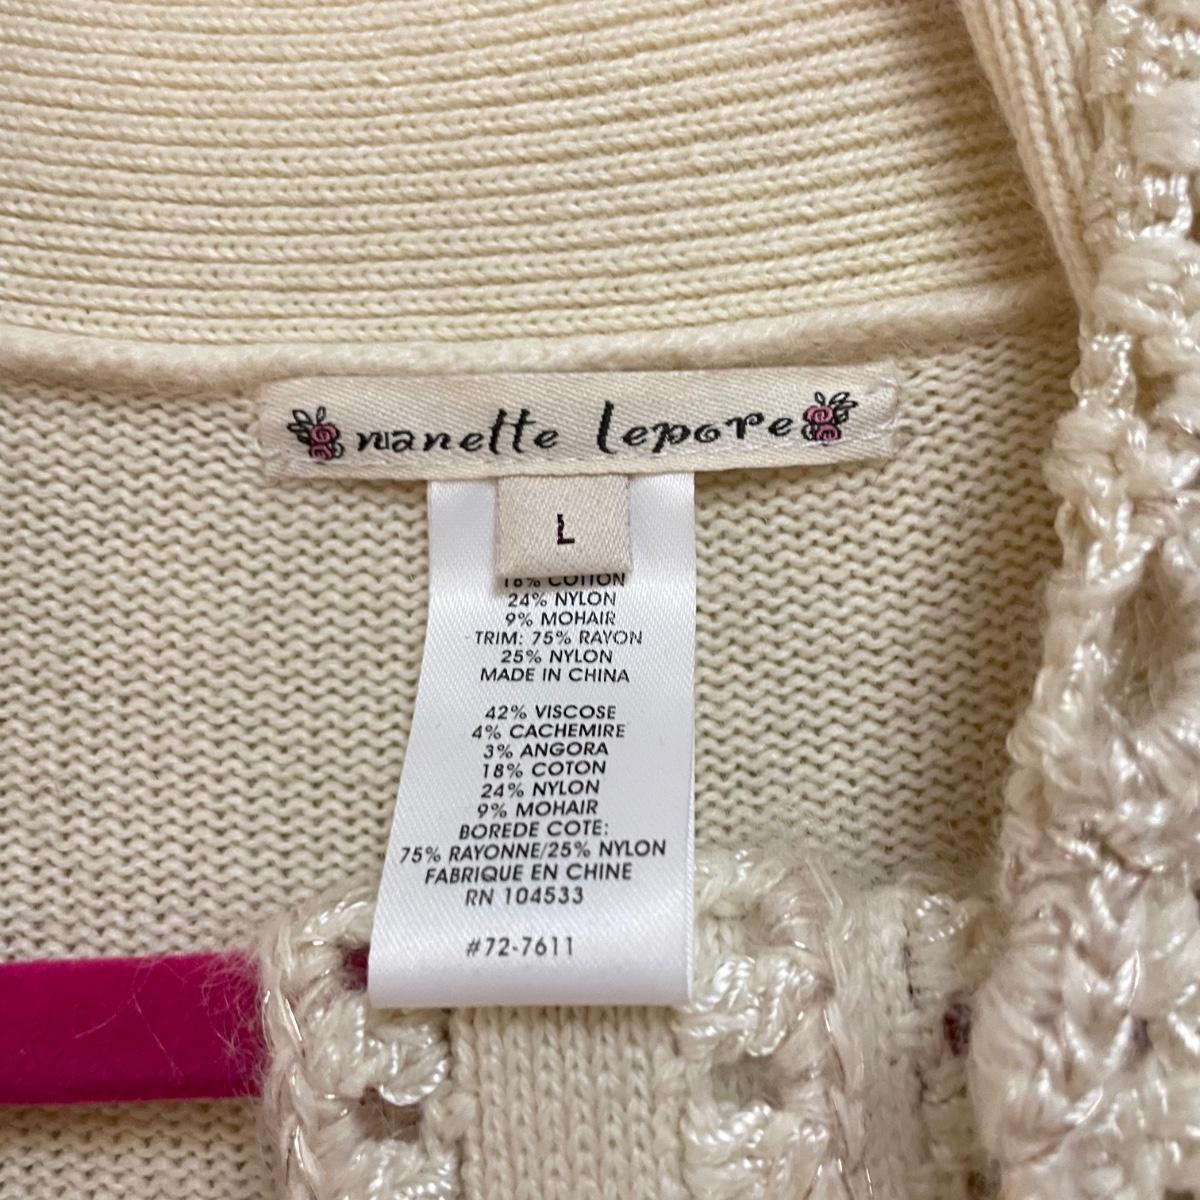 nanette lepore
L
18% COTTON
24% NYLON
9% MOHAIR
TRIM: 75% RAYON
25% NYLON
MADE IN CHINA
42% VISCOSE
4% CACHEMIRE
3% ANGORA
18% COTON
24% NYLON
9% MOHAIR
BOREDE COTE:
75% RAYONNE/25% NYLON
FABRIQUE EN CHINE
RN 104533
#72-7611